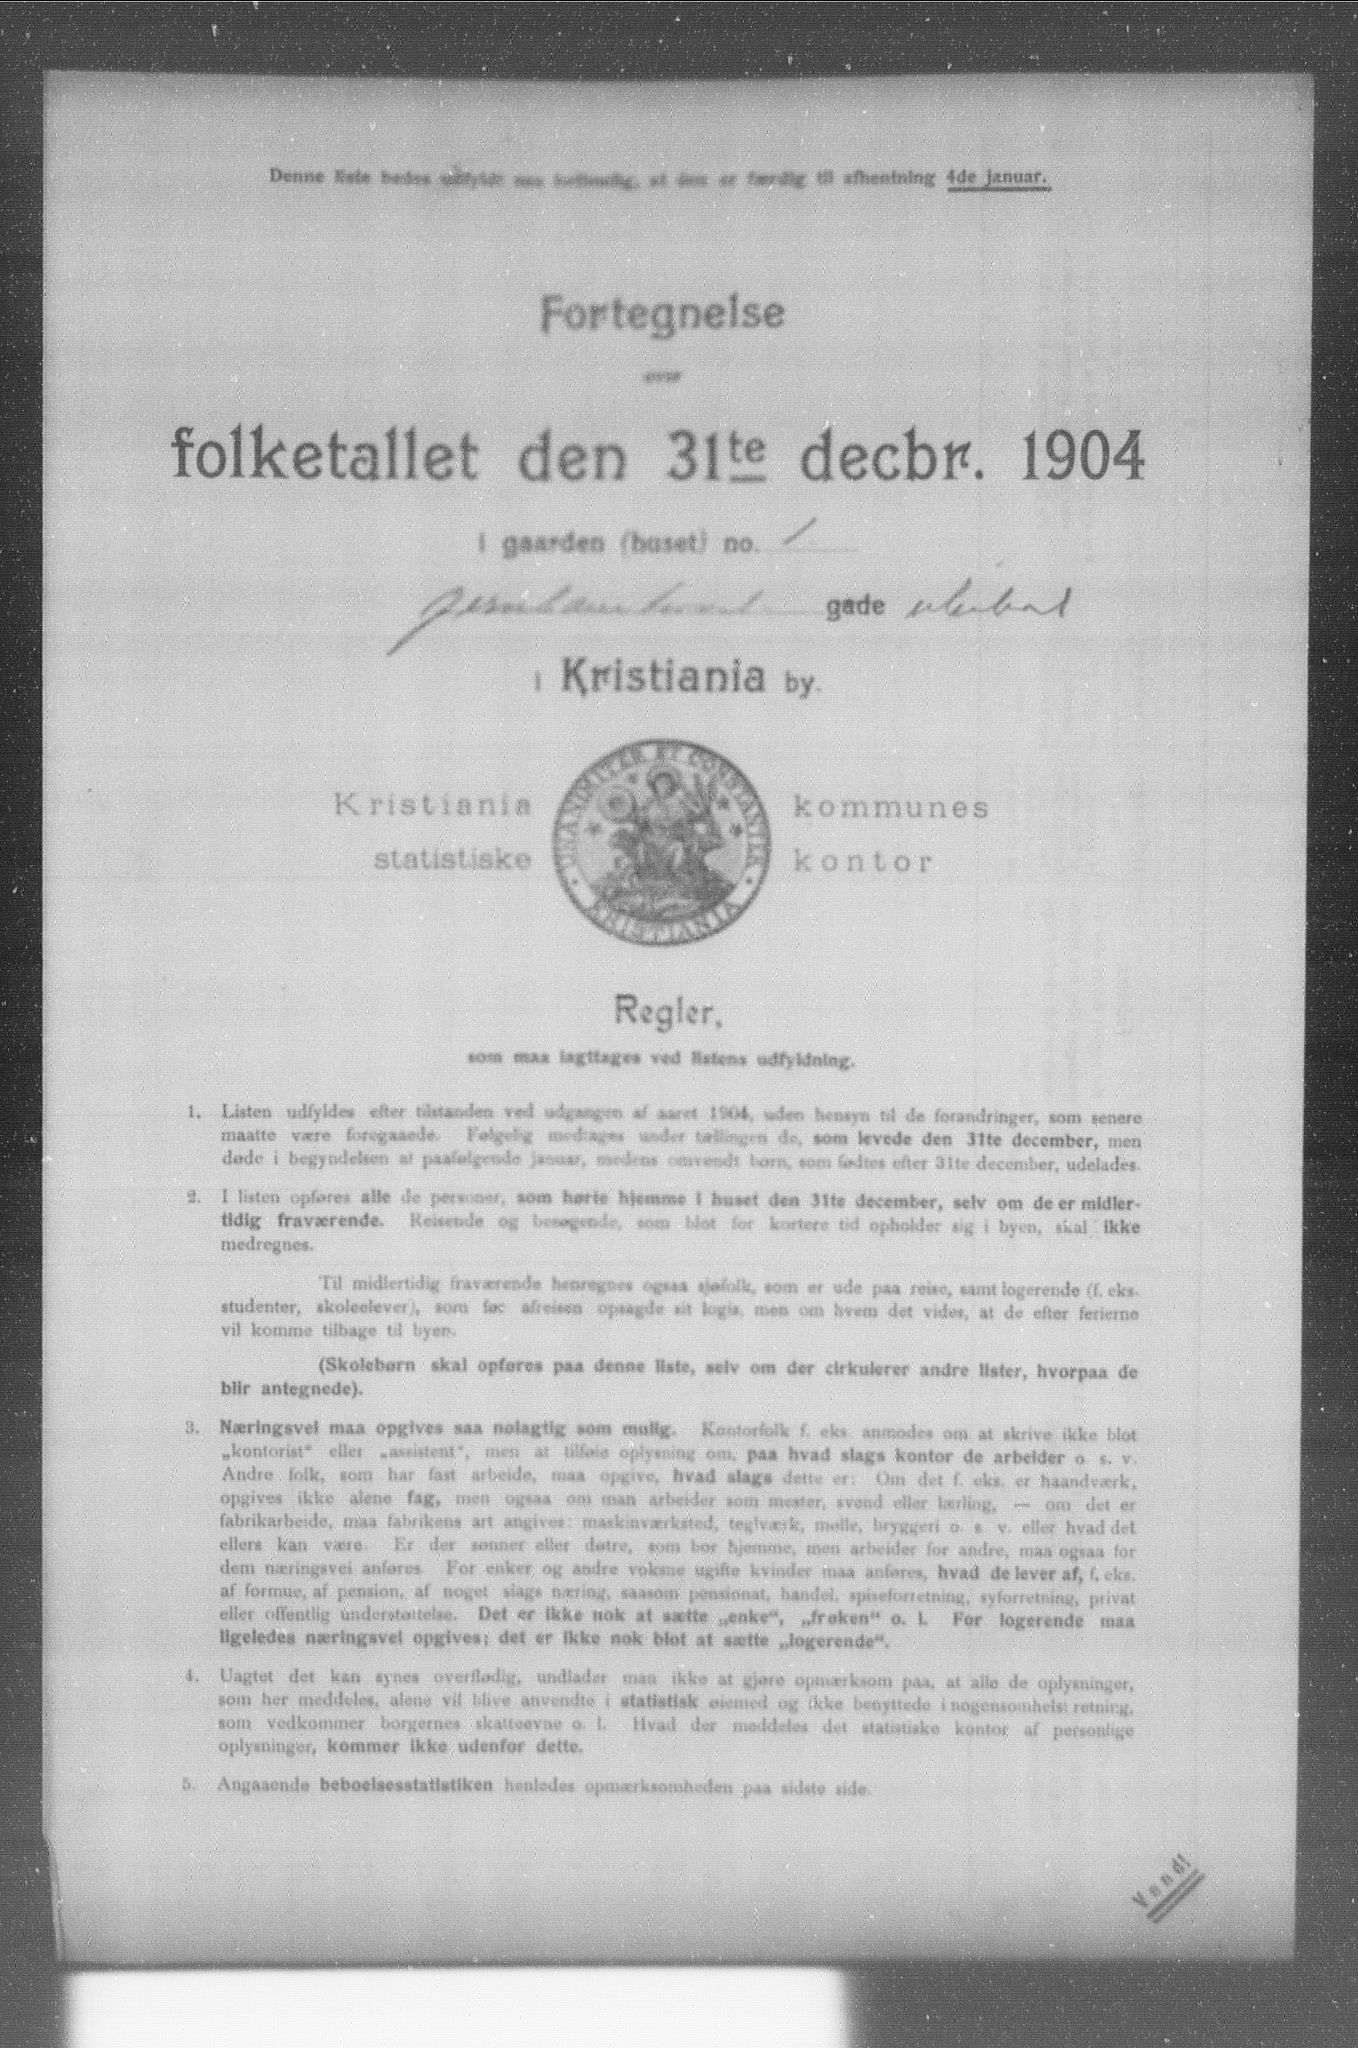 Denne liste bedes udfyldt saa betimelig, at den er færdig til afhentning 4de januar.
Fortegnelse
over
folketallet den 31te decbr. 1904
i gaarden (huset) no. 1
gade
i Kristiania by.
Kristiania kommunes
statistiske kontor
UNANIMITER ET CONSTANTER · KRISTIANIA ·
Regler,
som maa iagttages ved listens udfyldning.
1. Listen udfyldes efter tilstanden ved udgangen af aaret 1904, uden hensyn til de forandringer, som senere
maatte være foregaaede. Følgelig medtages under tællingen de, som levede den 31te december, men
døde i begyndelsen af paafølgende januar, medens omvendt børn, som fødtes efter 31te december, udelades.
2. I listen opføres alle de personer, som hørte hjemme i huset den 31te december, selv om de er midler-
tidig fraværende. Reisende og besøgende, som blot for kortere tid opholder sig i byen, skal ikke
medregnes.
Til midlertidig fraværende henregnes ogsaa sjøfolk, som er ude paa reise, samt logerende (f. eks.
studenter, skoleelever), som før afreisen opsagde sit logis, men om hvem det vides, at de efter ferierne
vil komme tilbage til byen.
(Skolebørn skal opføres paa denne liste, selv om der cirkulerer andre lister, hvorpaa de
blir antegnede).
3. Næringsvei maa opgives saa nøiagtig som mulig. Kontorfolk f. eks. anmodes om at skrive ikke blot
„kontorist“ eller „assistent“, men at tilføie oplysning om, paa hvad slags kontor de arbeider o. s. v.
Andre folk, som har fast arbeide, maa opgive, hvad slags dette er: Om det f. eks. er haandværk,
opgives ikke alene fag, men ogsaa om man arbeider som mester, svend eller lærling, — om det er
fabrikarbeide, maa fabrikens art angives: maskinværksted, teglværk, mølle, bryggeri o. s. v. eller hvad det
ellers kan være. Er der sønner eller døtre, som bor hjemme, men arbeider for andre, maa ogsaa for
dem næringsvei anføres. For enker og andre voksne ugifte kvinder maa anføres, hvad de lever af, f. eks.
af formue, af pension, af noget slags næring, saasom pensionat, handel, spiseforretning, syforretning, privat
eller offentlig understøttelse. Det er ikke nok at sætte „enke“, „frøken“ o. l. For logerende maa
ligeledes næringsvei opgives; det er ikke nok blot at sætte „logerende“.
4. Uagtet det kan synes overflødig, undlader man ikke at gjøre opmærksom paa, at alle de oplysninger,
som her meddeles, alene vil blive anvendte i statistisk øiemed og ikke benyttede i nogensomhelst retning,
som vedkommer borgernes skatteevne o. l. Hvad der meddeles det statistiske kontor af personlige
oplysninger, kommer ikke udenfor dette.
5. Angaaende beboelsesstatistiken henledes opmærksomheden paa sidste side.
Vend!